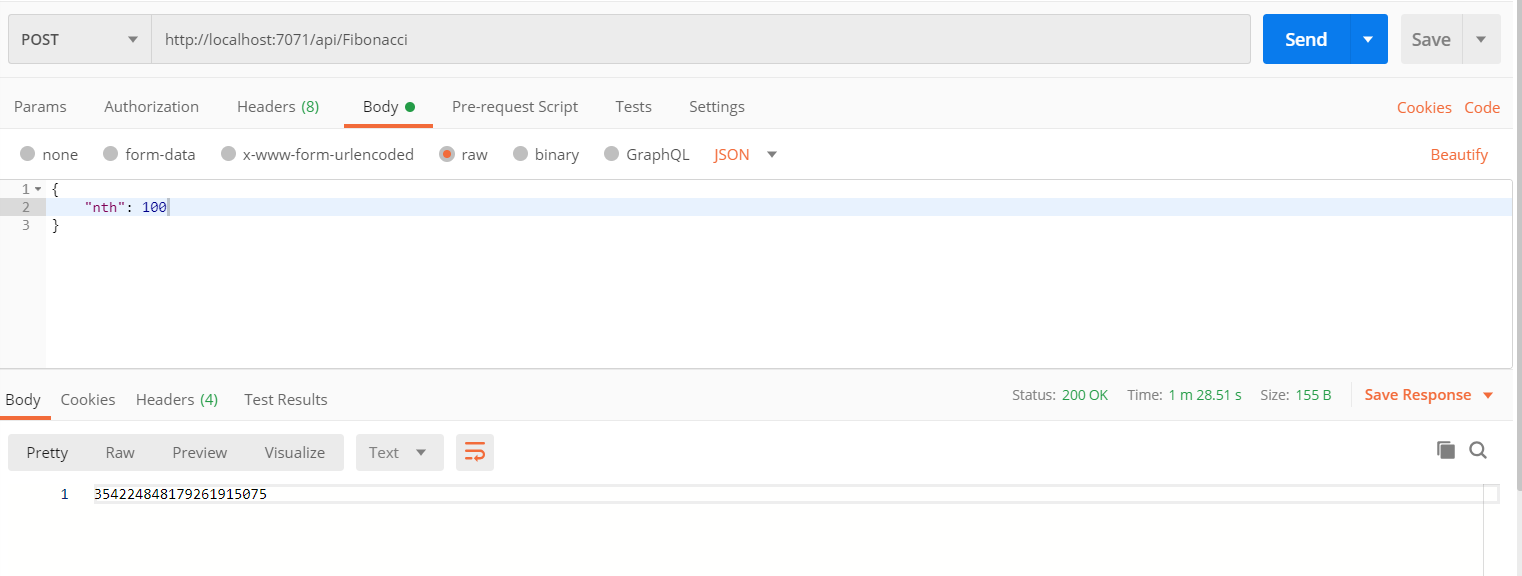 POST http://localhost:7071/api/Fibonacci Send Save
Params Authorization Headers (8) Body Pre-request Script Tests Settings Cookies Code
none form-data x-www-form-urlencoded raw binary GraphQL JSON Beautify
1 {
2 "nth": 100
3 }
Body Cookies Headers (4) Test Results Status: 200 OK Time: 1 m 28.51 s Size: 155 B Save Response
Pretty Raw Preview Visualize Text
1 354224848179261915075